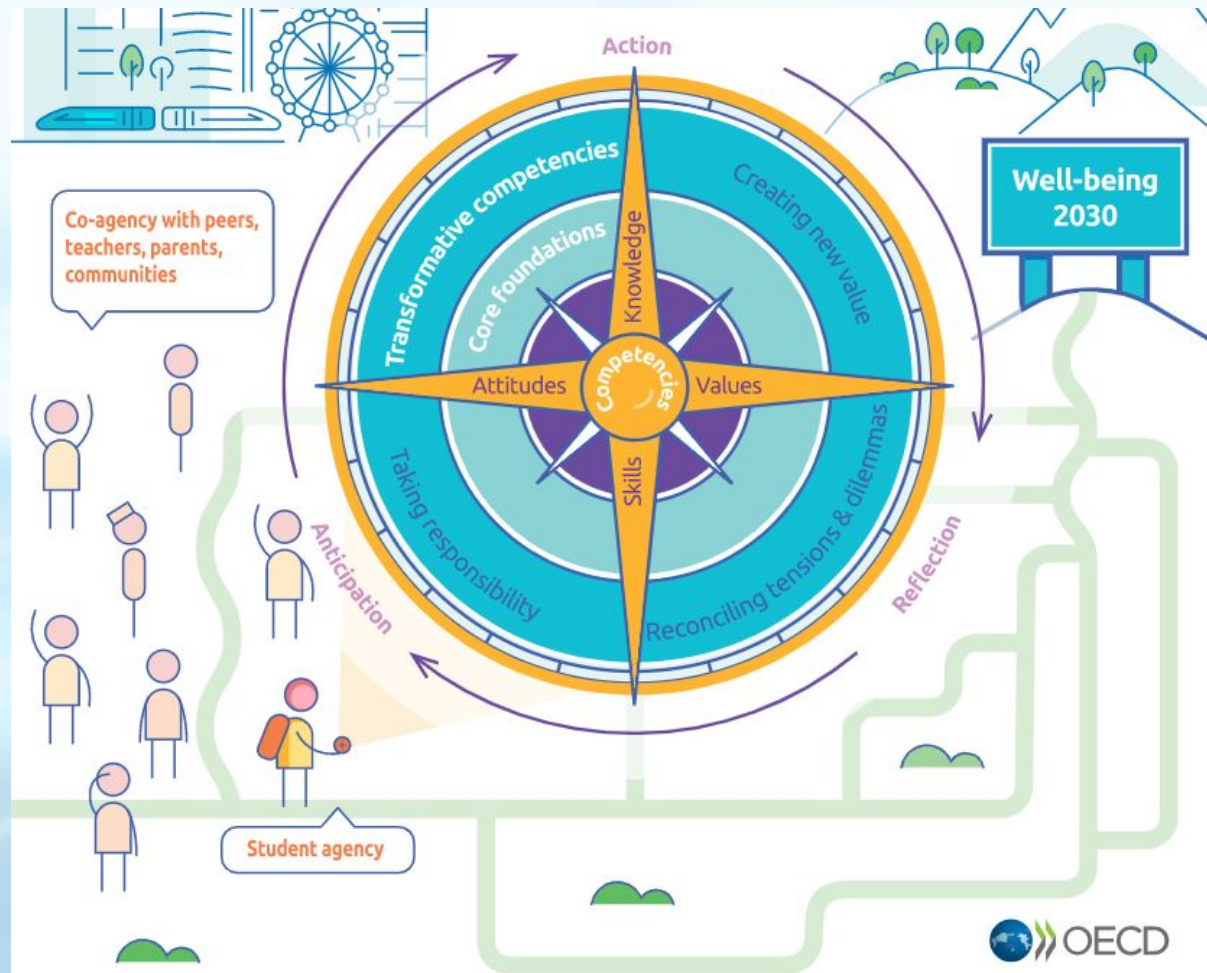 Action
Well-being
2030
Co-agency with peers,
teachers, parents,
communities
Transformative competencies
Creating new value
Core foundations
Knowledge
Competencies
Attitudes
Values
Skills
Taking responsibility
Reconciling tensions & dilemmas
Anticipation
Reflection
Student agency
OECD